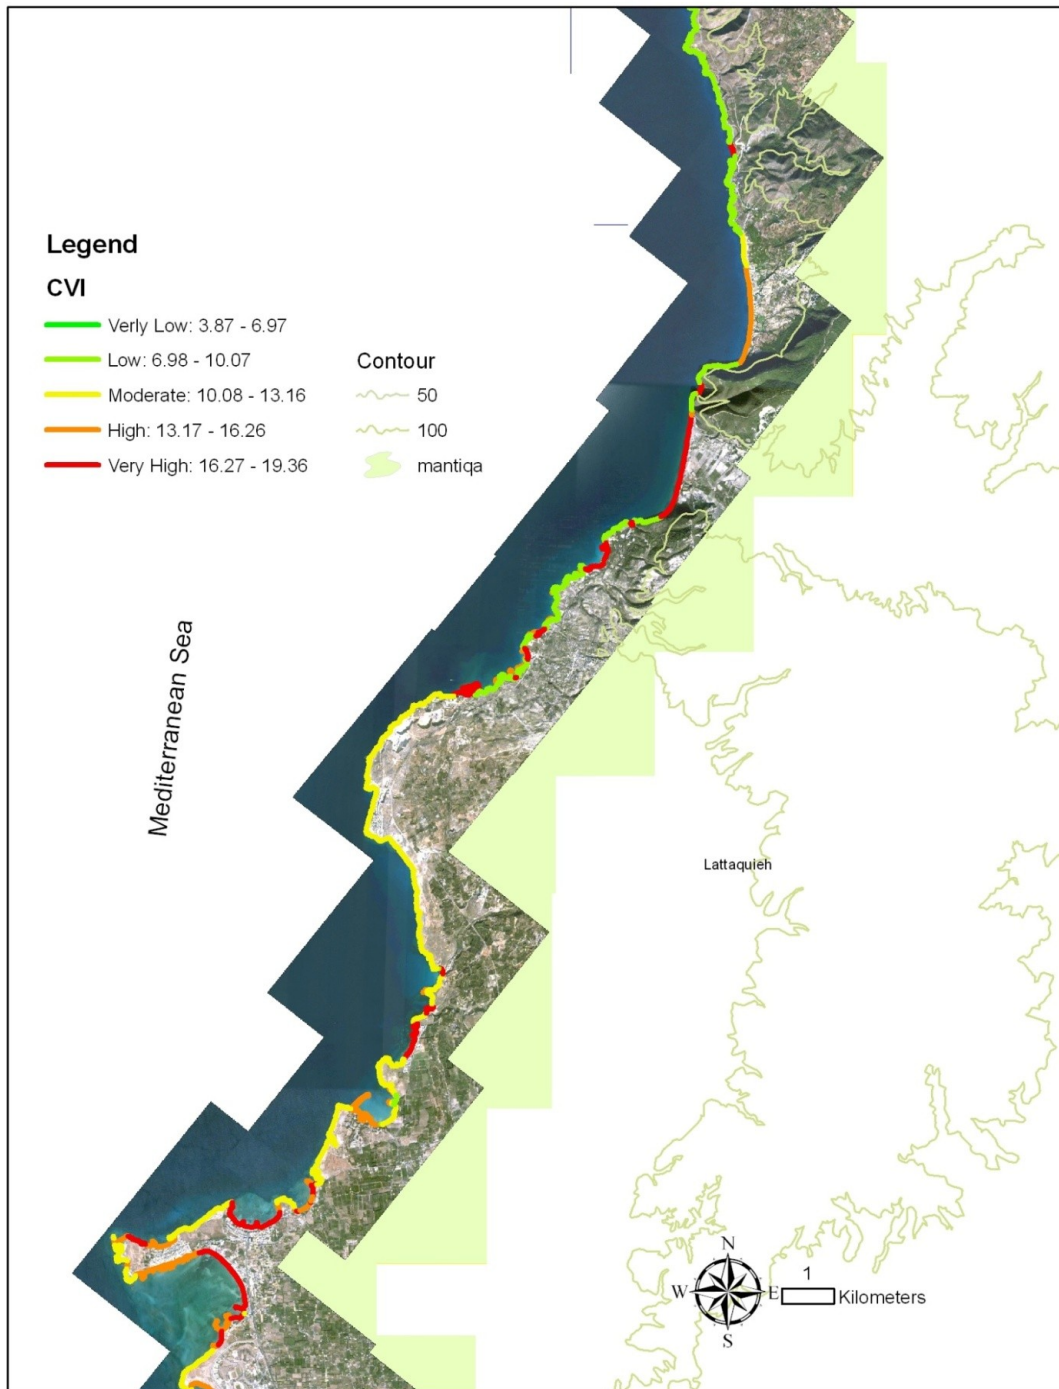 Legend
CVI
Verly Low: 3.87 - 6.97
Low: 6.98 - 10.07
Moderate: 10.08 - 13.16
High: 13.17 - 16.26
Very High: 16.27 - 19.36
Contour
50
100
mantiqa
Mediterranean Sea
Lattaquieh
N
W
E
S
1
Kilometers